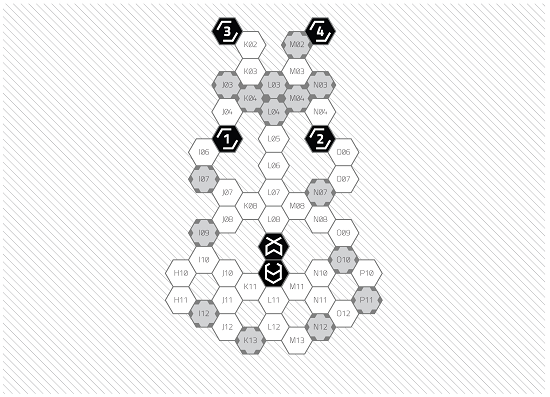 3 4
K02 M02
K03 M03
J03 L03 N03
K04 M04
J04 L04 N04
1 L05 2
I06 O06
L06
I07 O07
J07 L07 N07
K08 M08
J08 L08 N08
I09 O09
I10 O10
H10 J10 N10 P10
K11 M11
H11 J11 L11 N11 P11
I12 O12
J12 L12 N12
K13 M13